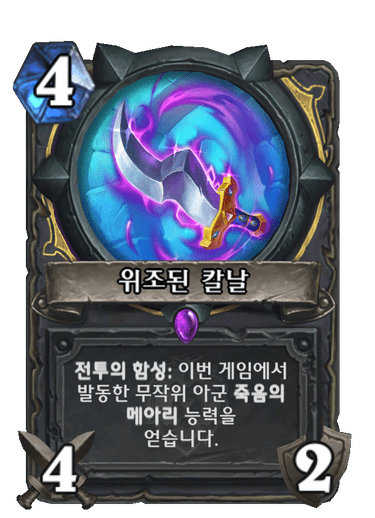 4
위조된 칼날
전투의 함성: 이번 게임에서
발동한 무작위 아군 죽음의
메아리 능력을
얻습니다.
4
2